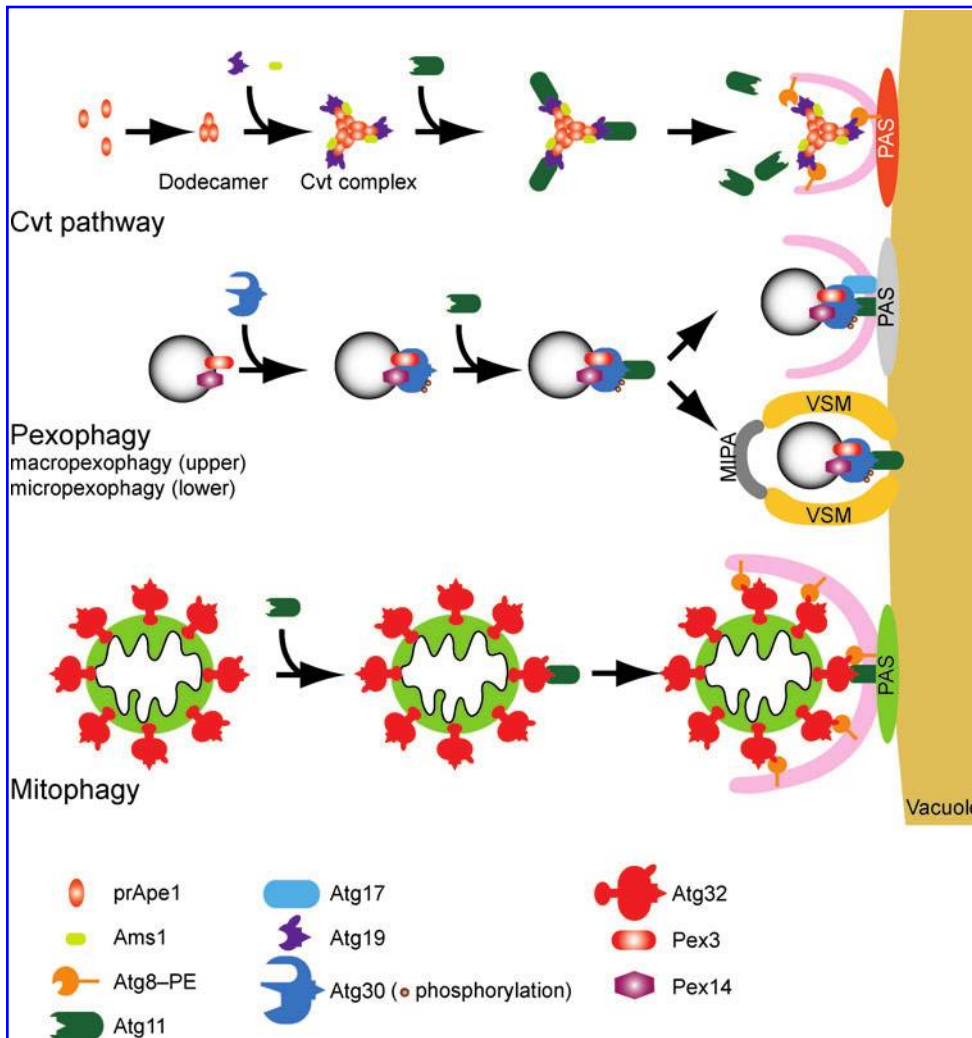 PAS
Dodecamer
Cvt complex
Cvt pathway
PAS
Pexophagy
macropexophagy (upper)
micropexophagy (lower)
VSM
MIPA
VSM
PAS
Mitophagy
Vacuole
prApe1
Atg17
Atg32
Ams1
Atg19
Pex3
Atg8–PE
Atg30 ( phosphorylation)
Pex14
Atg11